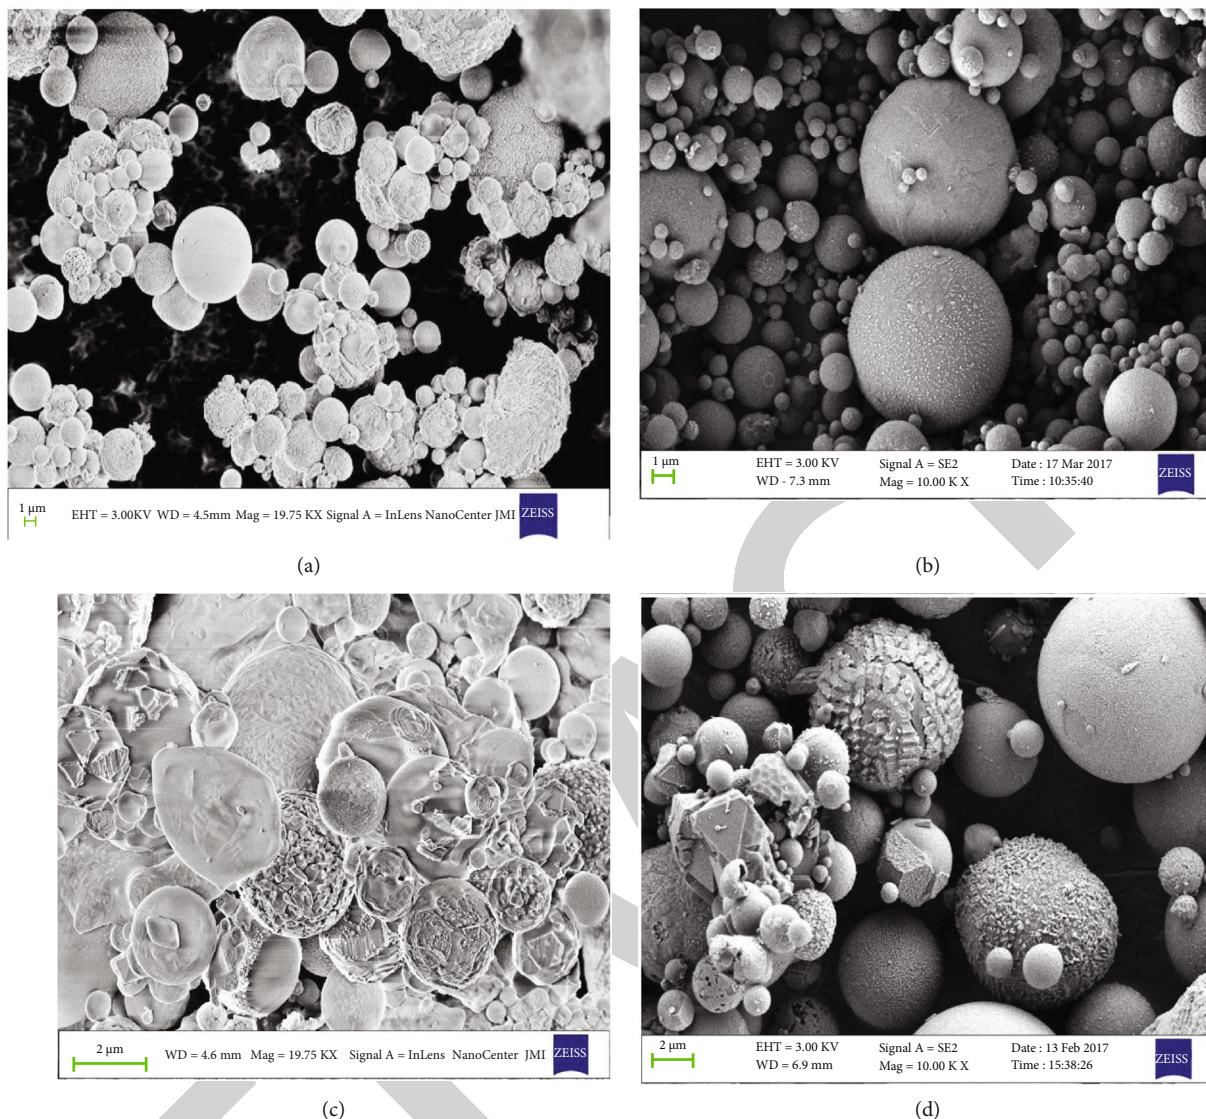 1 µm
EHT = 3.00KV WD = 4.5mm Mag = 19.75 KX Signal A = InLens NanoCenter JMI
ZEISS
(a)
1 µm
EHT = 3.00 KV
WD - 7.3 mm
Signal A = SE2
Mag = 10.00 K X
Date : 17 Mar 2017
Time : 10:35:40
ZEISS
(b)
2 µm
WD = 4.6 mm Mag = 19.75 KX Signal A = InLens NanoCenter JMI
ZEISS
(c)
2 µm
EHT = 3.00 KV
WD = 6.9 mm
Signal A = SE2
Mag = 10.00 K X
Date : 13 Feb 2017
Time : 15:38:26
ZEISS
(d)